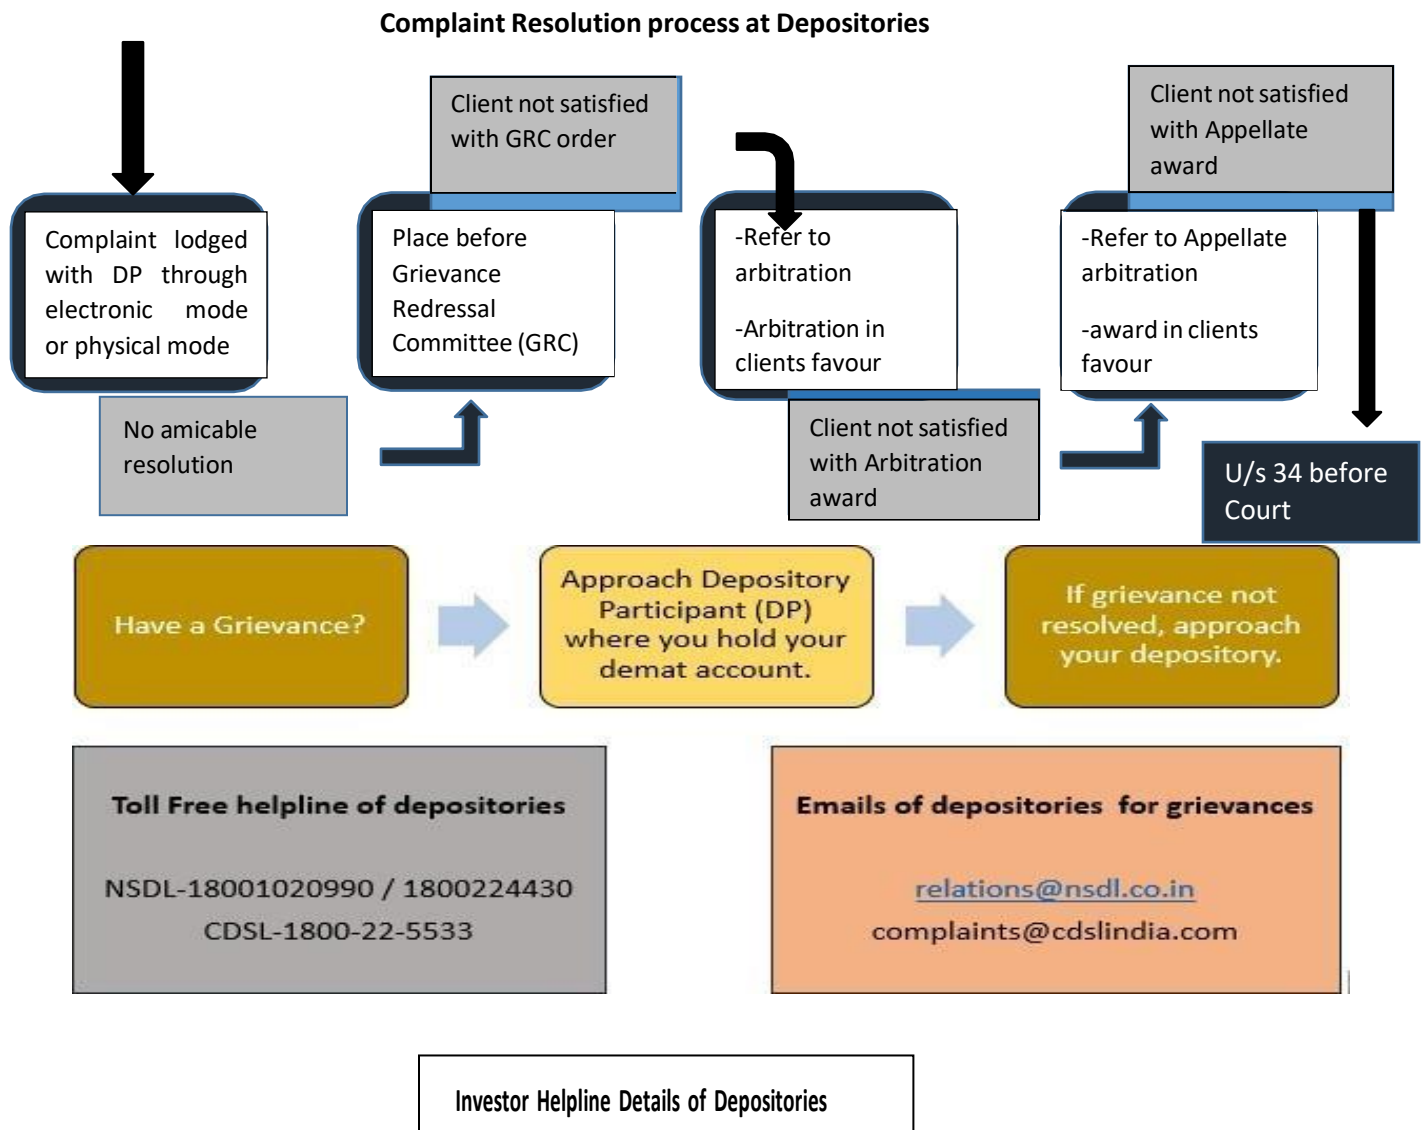 Complaint Resolution process at Depositories
Client not satisfied
with GRC order
Client not satisfied
with Appellate
award
Complaint lodged
with DP through
electronic mode
or physical mode
Place before
Grievance
Redressal
Committee (GRC)
-Refer to
arbitration
-Arbitration in
clients favour
-Refer to Appellate
arbitration
-award in clients
favour
No amicable
resolution
Client not satisfied
with Arbitration
award
U/s 34 before
Court
Have a Grievance?
Approach Depository
Participant (DP)
where you hold your
demat account.
If grievance not
resolved, approach
your depository.
Toll Free helpline of depositories
NSDL-18001020990 / 1800224430
CDSL-1800-22-5533
Emails of depositories for grievances
relations@nsdl.co.in
complaints@cdslindia.com
Investor Helpline Details of Depositories